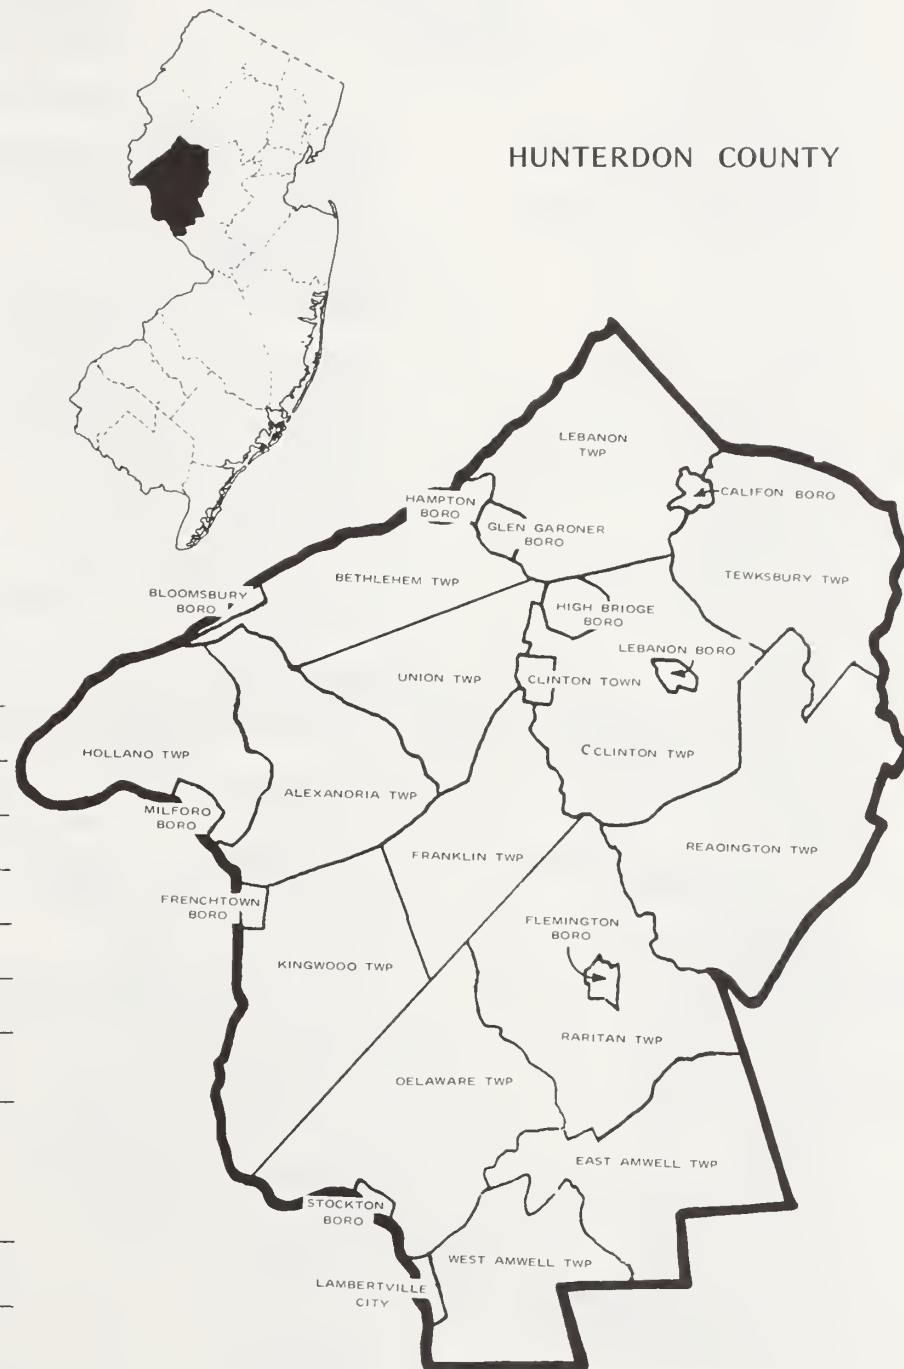 HUNTERDON COUNTY
LEBANON
TWP
CALIFON BORO
HAMPTON
BORO
GLEN GARDNER
BORO
TEWKSBURY TWP
BETHLEHEM TWP
BLOOMSBURY
BORO
HIGH BRIDGE
BORO
LEBANON BORO
UNION TWP
CLINTON TOWN
HOLLANO TWP
CCLINTON TWP
ALEXANORIA TWP
MILFORO
BORO
FRANKLIN TWP
REAOINGTON TWP
FRENCHTOWN
BORO
FLEMINGTON
BORO
KINGWOOO TWP
RARITAN TWP
OELAWARE TWP
EAST AMWELL TWP
STOCKTON
BORO
WEST AMWELL TWP
LAMBERTVILLE
CITY